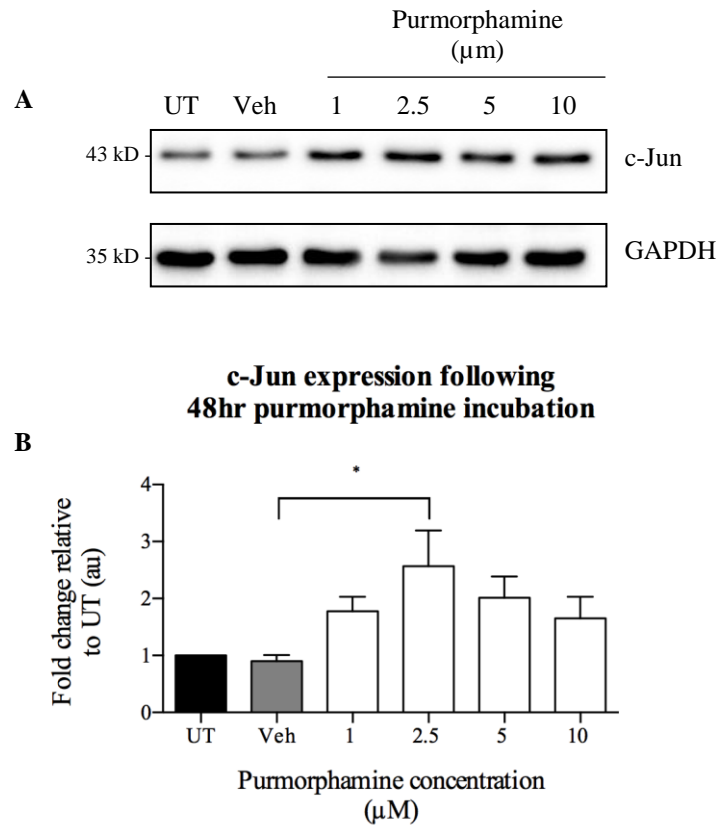 Purmorphamine
(µm)
A
UT Veh 1 2.5 5 10
43 kD
c-Jun
35 kD
GAPDH
c-Jun expression following
48hr purmorphamine incubation
B
*
Fold change relative
to UT (au)
4
3
2
1
0
UT Veh 1 2.5 5 10
Purmorphamine concentration
(µM)